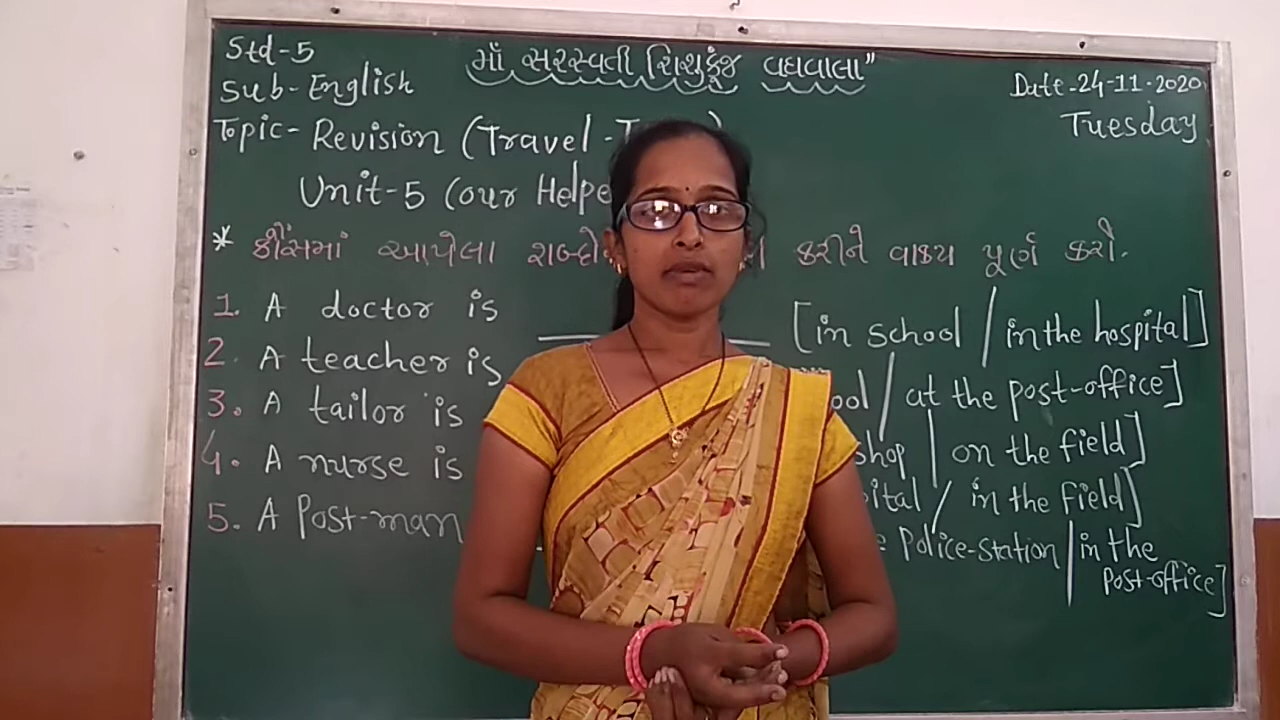 Std-5
માઁ સરસ્વતી શિશુકુંજ વઘવાલા"
Sub-English
Date-24-11-2020
Topic- Revision (Travel -
Tuesday
Unit-5 (our Helpe
* કૌંસમાં આપેલા કરીને વાક્ય પૂર્ણ કરો.
1. A doctor is ______ [in school / in the hospital]
2. A teacher is ool / at the post-office]
3. A tailor is shop / on the field]
4. A nurse is pital / in the field]
5. A Post-man Police-station / in the
Post-office]